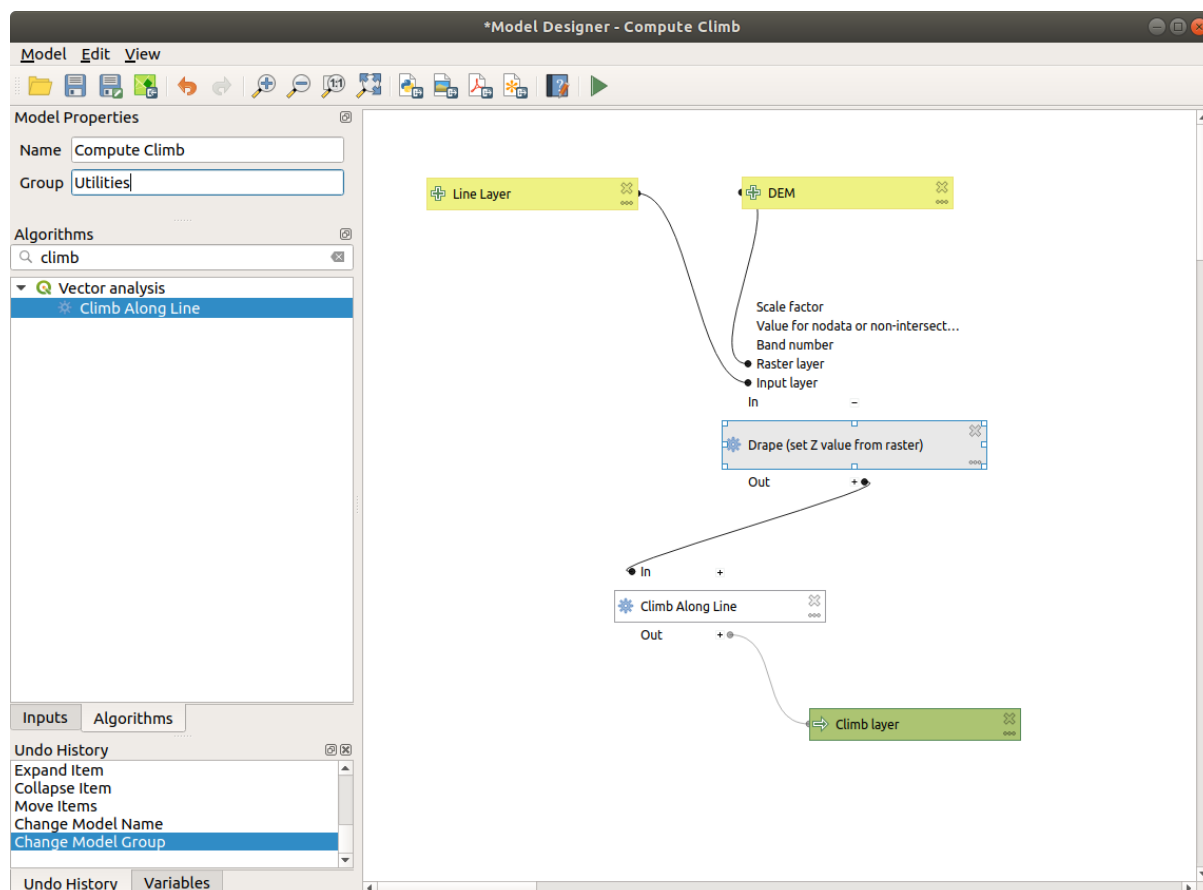 *Model Designer - Compute Climb
Model Edit View
Model Properties
Name Compute Climb
Group Utilities
Algorithms
climb
Vector analysis
Climb Along Line
Inputs Algorithms
Undo History
Expand Item
Collapse Item
Move Items
Change Model Name
Change Model Group
Undo History Variables
Line Layer
DEM
Scale factor
Value for nodata or non-intersect...
Band number
Raster layer
Input layer
In –
Drape (set Z value from raster)
Out +
In +
Climb Along Line
Out +
Climb layer